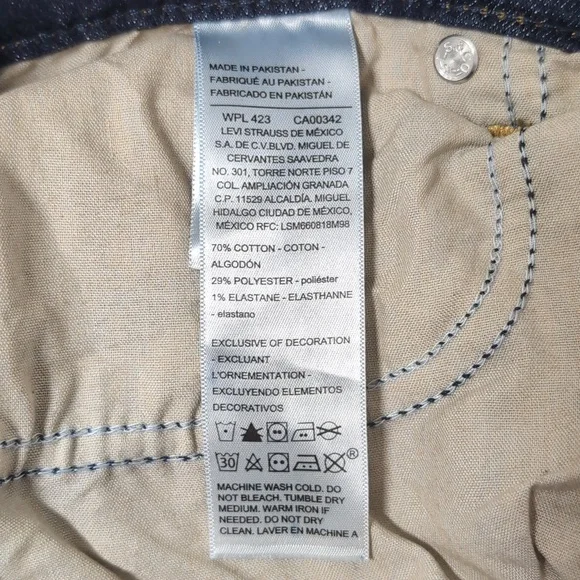 MADE IN PAKISTAN -
FABRIQUÉ AU PAKISTAN -
FABRICADO EN PAKISTÁN
WPL 423 CA00342
LEVI STRAUSS DE MÉXICO
S.A. DE C.V.BLVD. MIGUEL DE
CERVANTES SAAVEDRA
NO. 301, TORRE NORTE PISO 7
COL. AMPLIACIÓN GRANADA
C.P. 11529 ALCALDÍA. MIGUEL
HIDALGO CIUDAD DE MÉXICO,
MÉXICO RFC: LSM660818M98
70% COTTON - COTON -
ALGODÓN
29% POLYESTER - poliéster
1% ELASTANE - ELASTHANNE
- elastano
EXCLUSIVE OF DECORATION
- EXCLUANT
L'ORNEMENTATION -
EXCLUYENDO ELEMENTOS
DECORATIVOS
30 ®
MACHINE WASH COLD. DO
NOT BLEACH. TUMBLE DRY
MEDIUM. WARM IRON IF
NEEDED. DO NOT DRY
CLEAN. LAVER EN MACHINE A